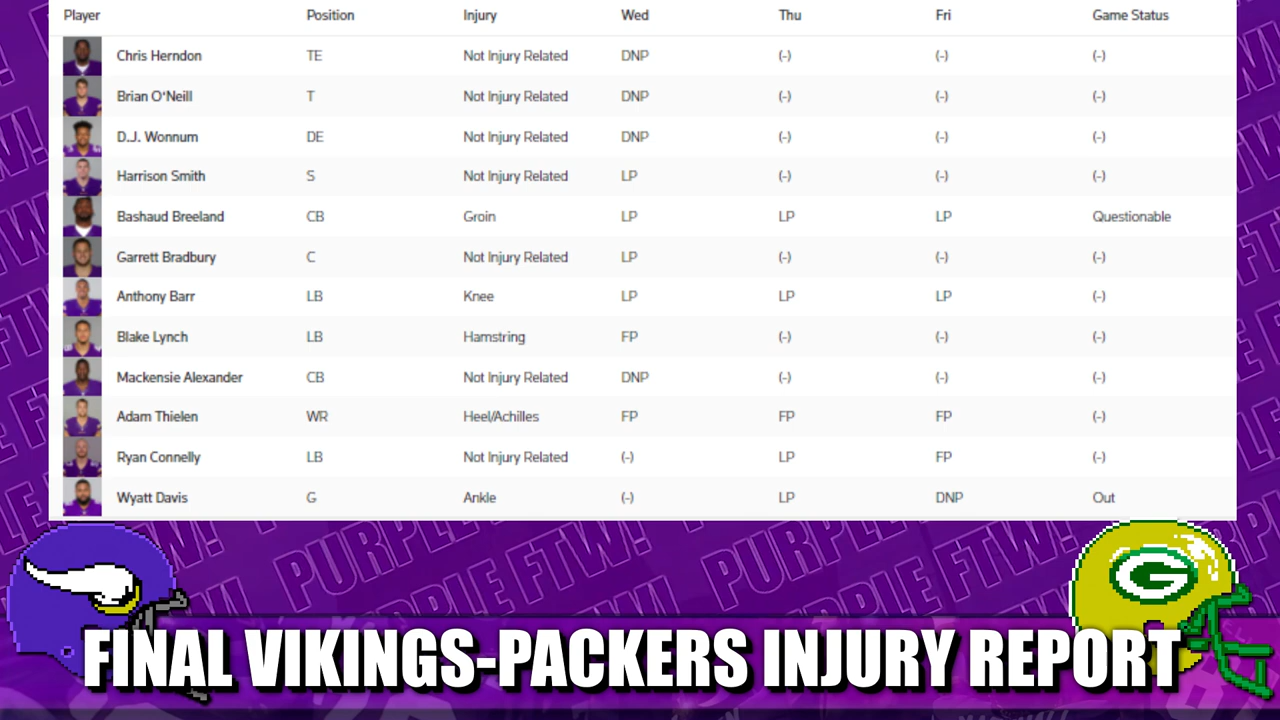 Player Position Injury Wed Thu Fri Game Status
Chris Herndon TE Not Injury Related DNP (-) (-) (-)
Brian O'Neill T Not Injury Related DNP (-) (-) (-)
D.J. Wonnum DE Not Injury Related DNP (-) (-) (-)
Harrison Smith S Not Injury Related LP (-) (-) (-)
Bashaud Breeland CB Groin LP LP LP Questionable
Garrett Bradbury C Not Injury Related LP (-) (-) (-)
Anthony Barr LB Knee LP LP LP (-)
Blake Lynch LB Hamstring FP (-) (-) (-)
Mackensie Alexander CB Not Injury Related DNP (-) (-) (-)
Adam Thielen WR Heel/Achilles FP FP FP (-)
Ryan Connelly LB Not Injury Related (-) LP FP (-)
Wyatt Davis G Ankle (-) LP DNP Out
PURPLE FTW! PURPLE FTW!
G
FINAL VIKINGS-PACKERS INJURY REPORT